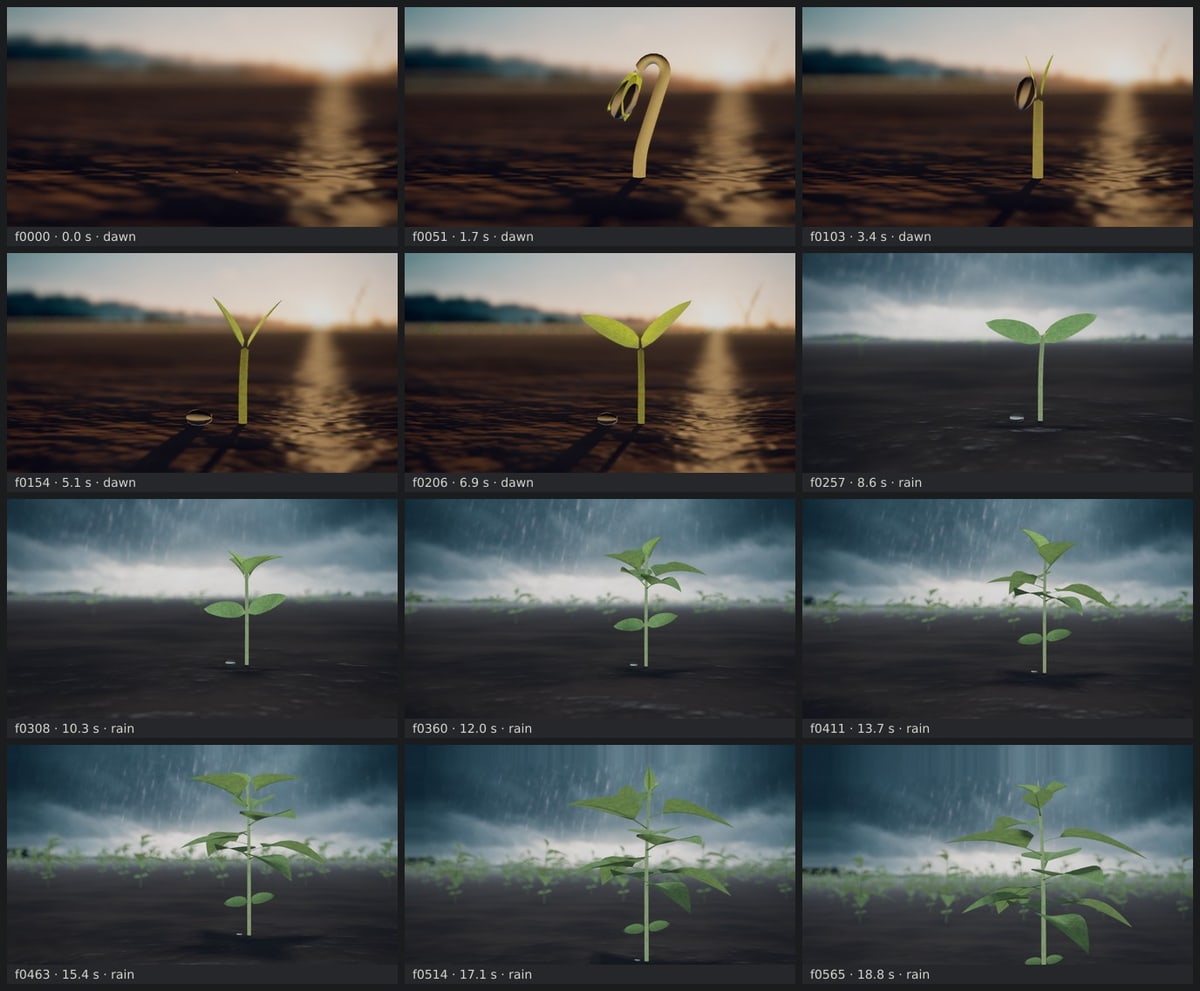 f0000 · 0.0 s · dawn
f0051 · 1.7 s · dawn
f0103 · 3.4 s · dawn
f0154 · 5.1 s · dawn
f0206 · 6.9 s · dawn
f0257 · 8.6 s · rain
f0308 · 10.3 s · rain
f0360 · 12.0 s · rain
f0411 · 13.7 s · rain
f0463 · 15.4 s · rain
f0514 · 17.1 s · rain
f0565 · 18.8 s · rain